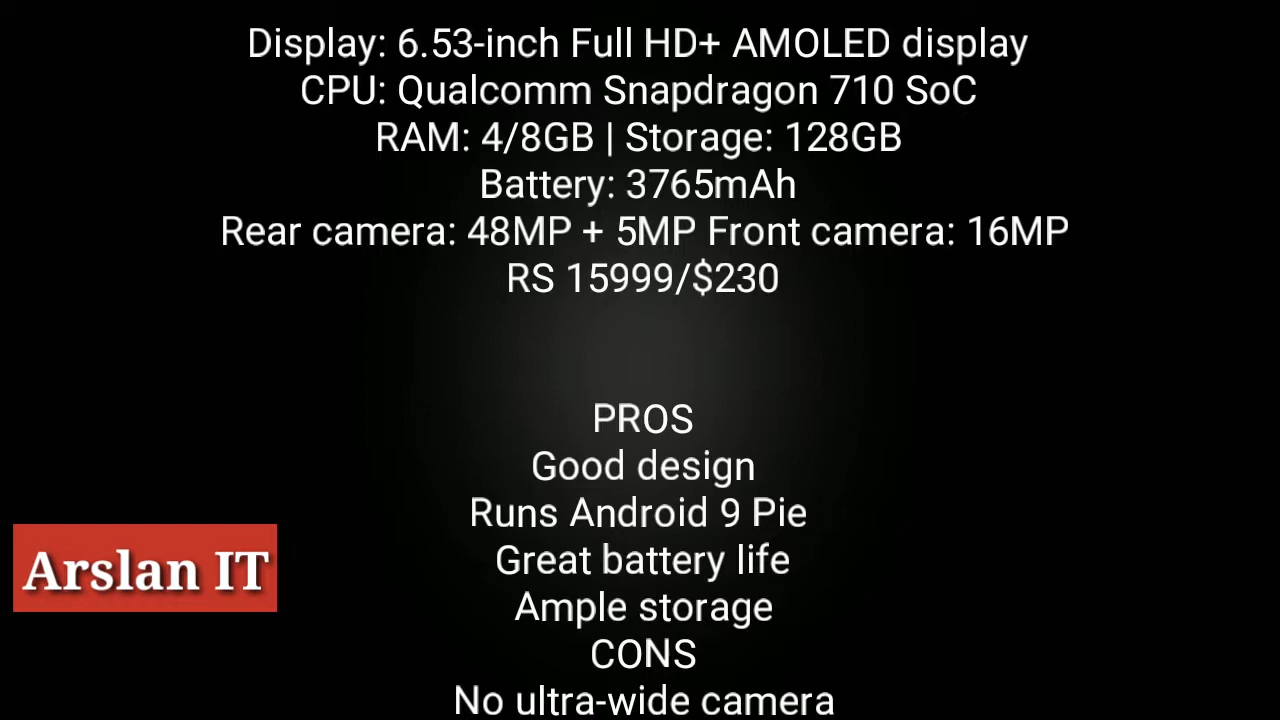 Display: 6.53-inch Full HD+ AMOLED display
CPU: Qualcomm Snapdragon 710 SoC
RAM: 4/8GB | Storage: 128GB
Battery: 3765mAh
Rear camera: 48MP + 5MP Front camera: 16MP
RS 15999/$230
PROS
Good design
Runs Android 9 Pie
Great battery life
Arslan IT
Ample storage
CONS
No ultra-wide camera